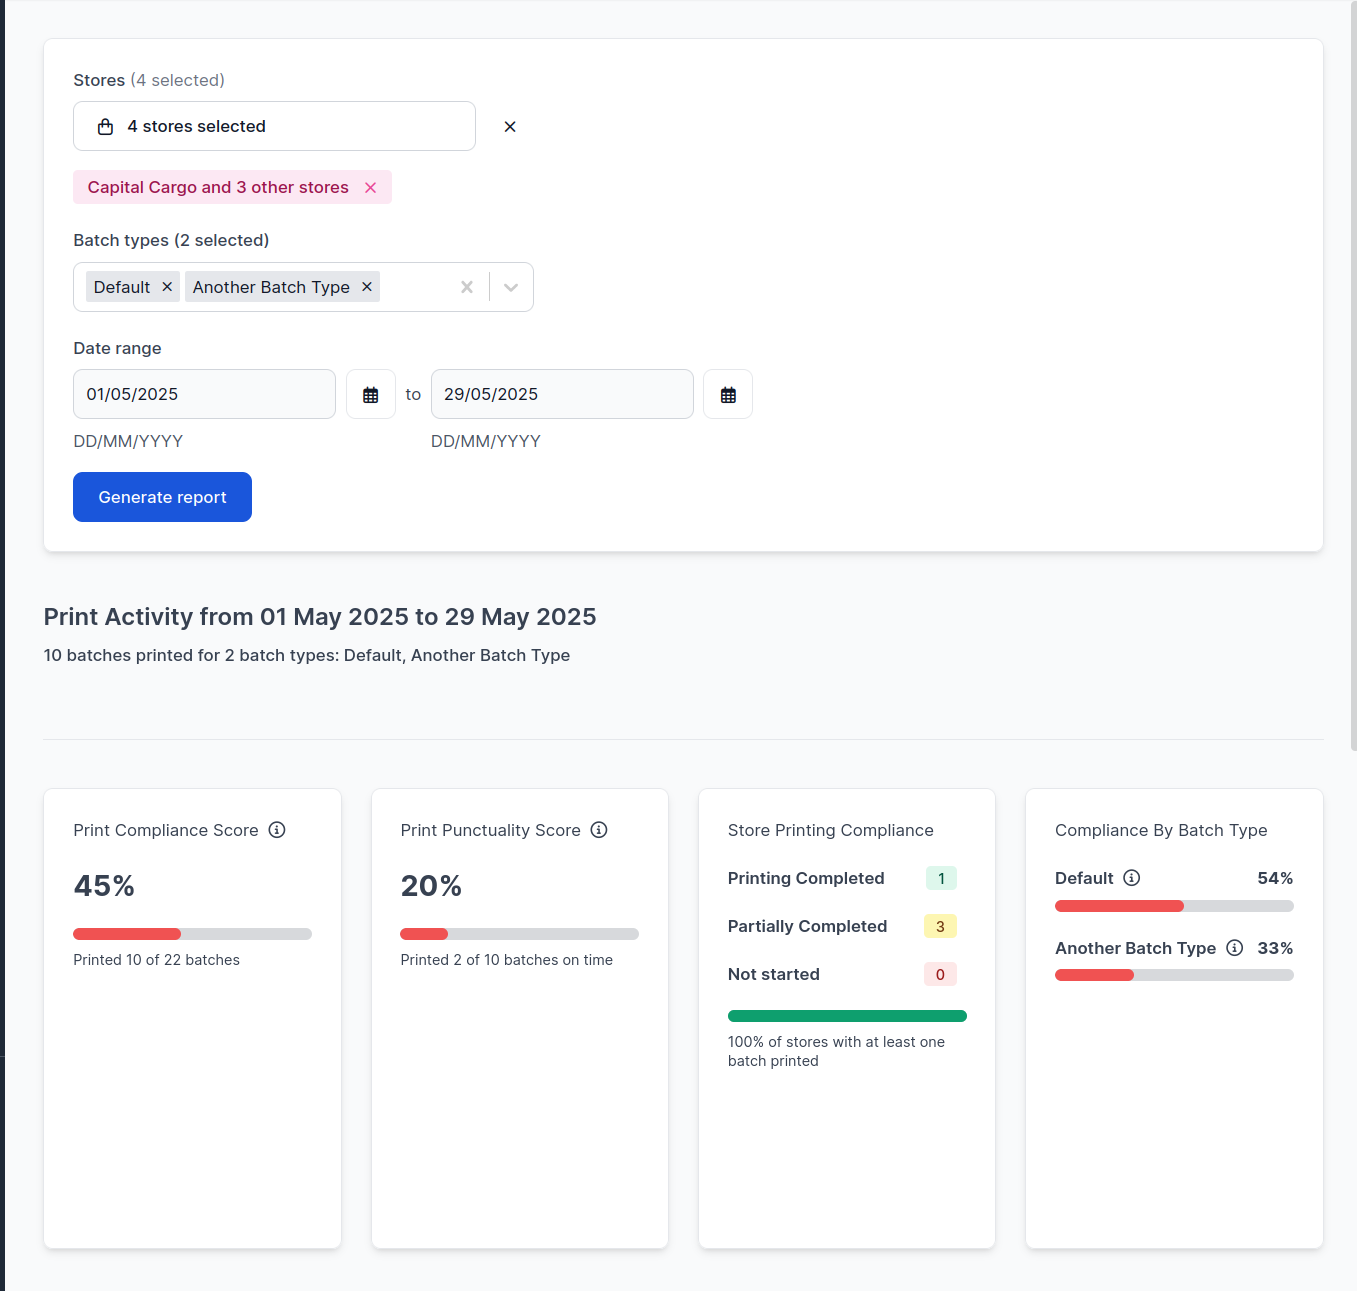 Stores (4 selected)
4 stores selected
Capital Cargo and 3 other stores
Batch types (2 selected)
Default
Another Batch Type
Date range
01/05/2025
to
29/05/2025
DD/MM/YYYY
DD/MM/YYYY
Generate report
Print Activity from 01 May 2025 to 29 May 2025
10 batches printed for 2 batch types: Default, Another Batch Type
Print Compliance Score
45%
Printed 10 of 22 batches
Print Punctuality Score
20%
Printed 2 of 10 batches on time
Store Printing Compliance
Printing Completed 1
Partially Completed 3
Not started 0
100% of stores with at least one
batch printed
Compliance By Batch Type
Default 54%
Another Batch Type 33%